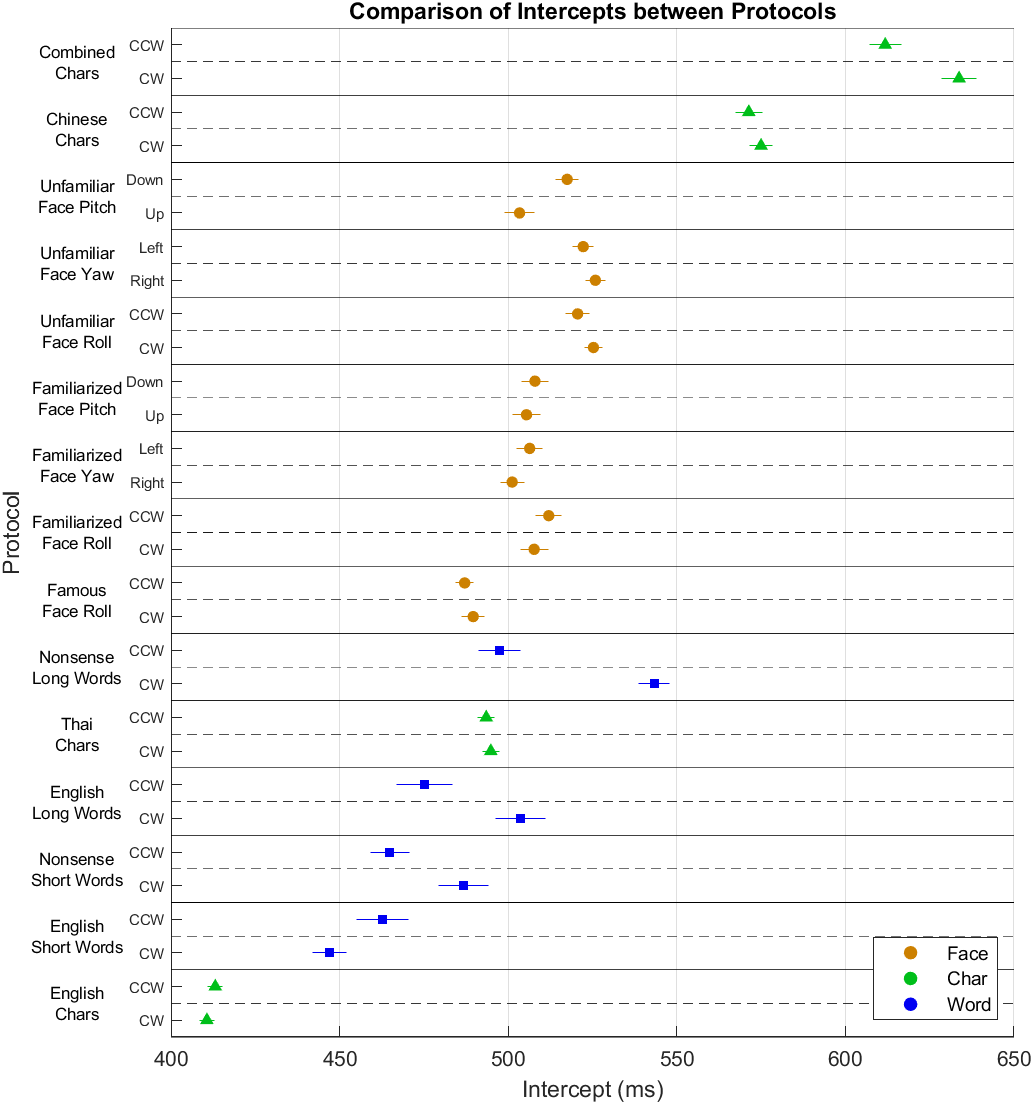 Comparison of Intercepts between Protocols
Combined
Chars
CCW
CW
Chinese
Chars
CCW
CW
Unfamiliar
Face Pitch
Down
Up
Unfamiliar
Face Yaw
Left
Right
Unfamiliar
Face Roll
CCW
CW
Familiarized
Face Pitch
Down
Up
Familiarized
Face Yaw
Left
Right
Familiarized
Face Roll
CCW
CW
Famous
Face Roll
CCW
CW
Nonsense
Long Words
CCW
CW
Thai
Chars
CCW
CW
English
Long Words
CCW
CW
Nonsense
Short Words
CCW
CW
English
Short Words
CCW
CW
English
Chars
CCW
CW
Protocol
Face
Char
Word
400 450 500 550 600 650
Intercept (ms)